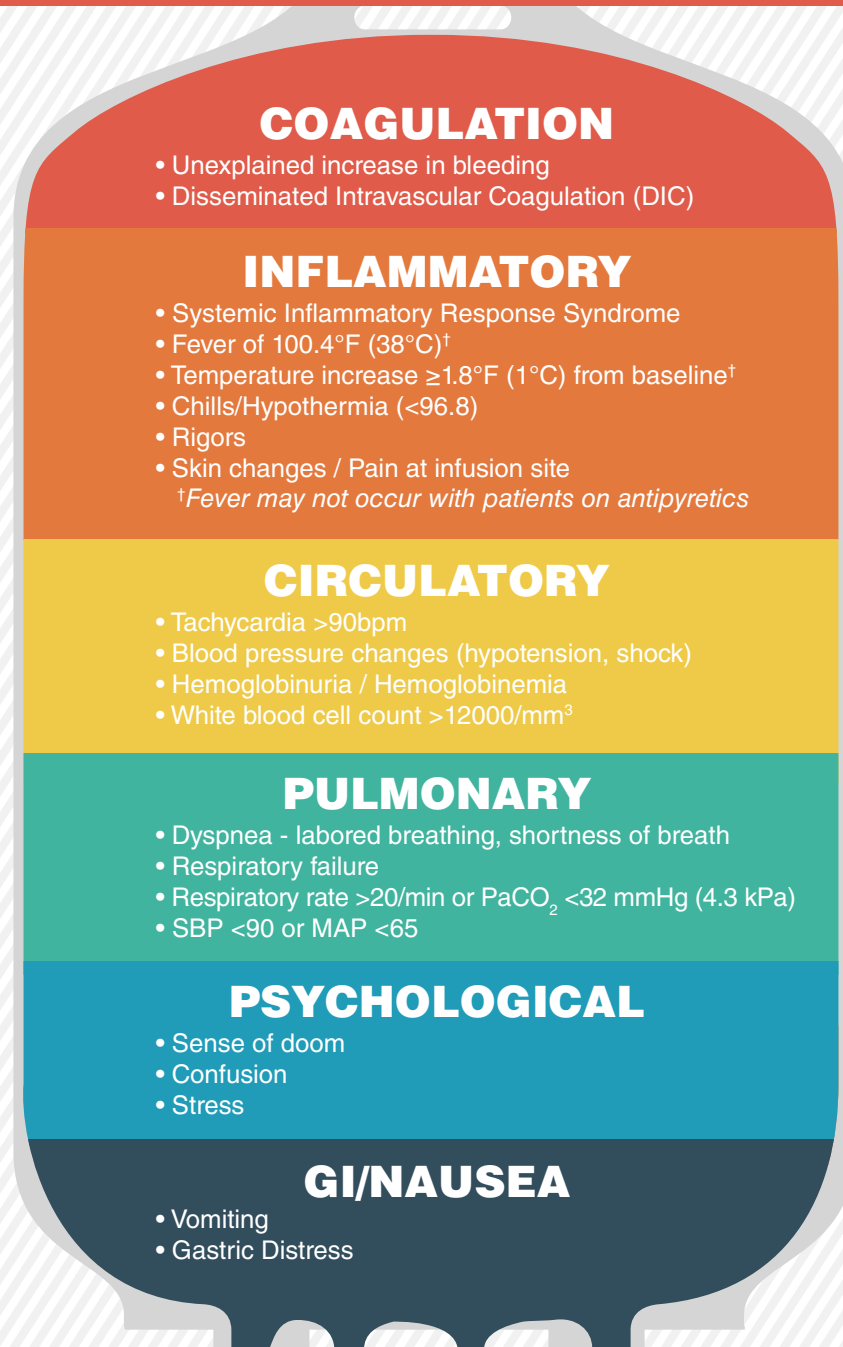 COAGULATION
• Unexplained increase in bleeding
• Disseminated Intravascular Coagulation (DIC)
INFLAMMATORY
• Systemic Inflammatory Response Syndrome
• Fever of 100.4°F (38°C)†
• Temperature increase ≥1.8°F (1°C) from baseline†
• Chills/Hypothermia (<96.8)
• Rigors
• Skin changes / Pain at infusion site
†Fever may not occur with patients on antipyretics
CIRCULATORY
• Tachycardia >90bpm
• Blood pressure changes (hypotension, shock)
• Hemoglobinuria / Hemoglobinemia
• White blood cell count >12000/mm³
PULMONARY
• Dyspnea - labored breathing, shortness of breath
• Respiratory failure
• Respiratory rate >20/min or PaCO₂ <32 mmHg (4.3 kPa)
• SBP <90 or MAP <65
PSYCHOLOGICAL
• Sense of doom
• Confusion
• Stress
GI/NAUSEA
• Vomiting
• Gastric Distress